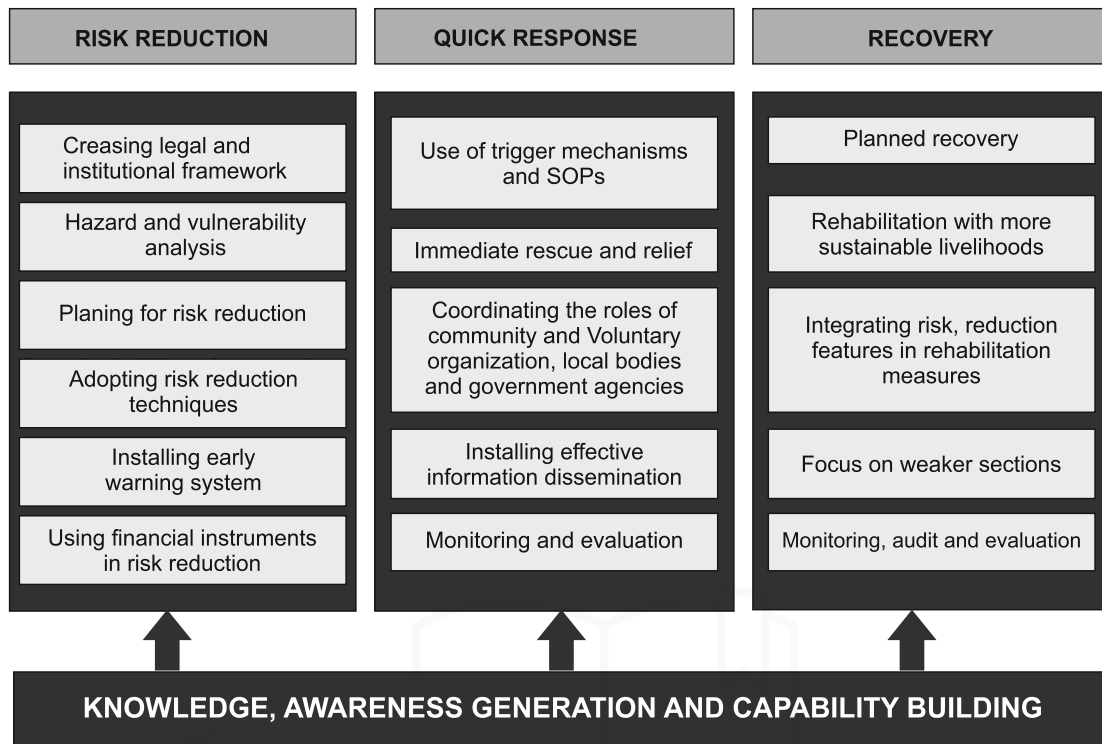 RISK REDUCTION
Creasing legal and
institutional framework
Hazard and vulnerability
analysis
Planing for risk reduction
Adopting risk reduction
techniques
Installing early
warning system
Using financial instruments
in risk reduction
QUICK RESPONSE
Use of trigger mechanisms
and SOPs
Immediate rescue and relief
Coordinating the roles of
community and Voluntary
organization, local bodies
and government agencies
Installing effective
information dissemination
Monitoring and evaluation
RECOVERY
Planned recovery
Rehabilitation with more
sustainable livelihoods
Integrating risk, reduction
features in rehabilitation
measures
Focus on weaker sections
Monitoring, audit and evaluation
KNOWLEDGE, AWARENESS GENERATION AND CAPABILITY BUILDING